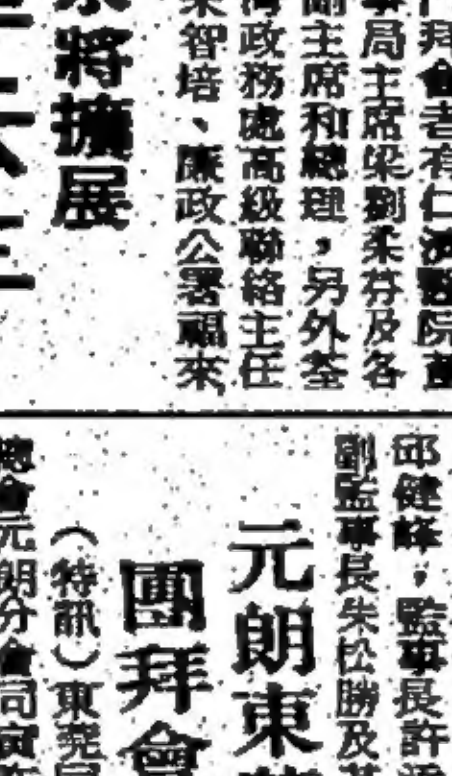 拜會者有仁濟醫院董
事局主席梁劉柔芬及各
副主席和總理，另外荃
灣政務處高級聯絡主任
智培、廉政公署福來
將擴展
邱健峰，監事長許
副監事長朱松勝及
元朗東
團拜會
（特訊）東莞
總會元朗分會同寅